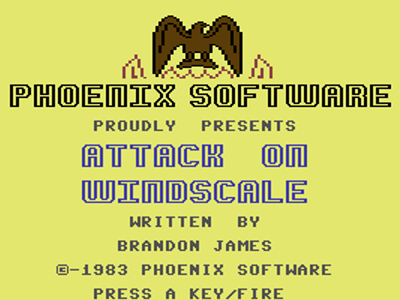 PHOENIX SOFTWARE
PROUDLY PRESENTS
ATTACK ON
WINDSCALE
WRITTEN BY
BRANDON JAMES
©-1983 PHOENIX SOFTWARE
PRESS A KEY/FIRE